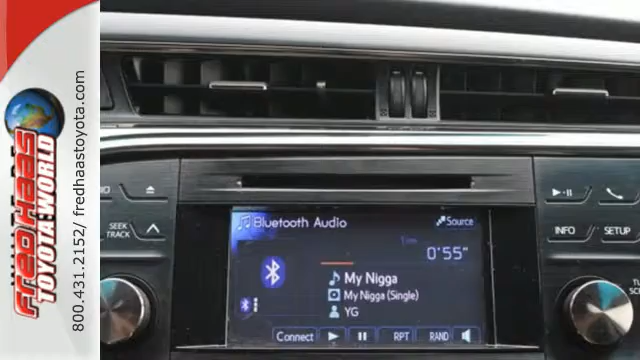 FRED HAAS
TOYOTA WORLD
800.431.2152/ fredhaastoyota.com
SEEK
TRACK
Bluetooth Audio
Source
0'55"
My Nigga
My Nigga (Single)
YG
Connect
RPT
RAND
INFO
SETUP